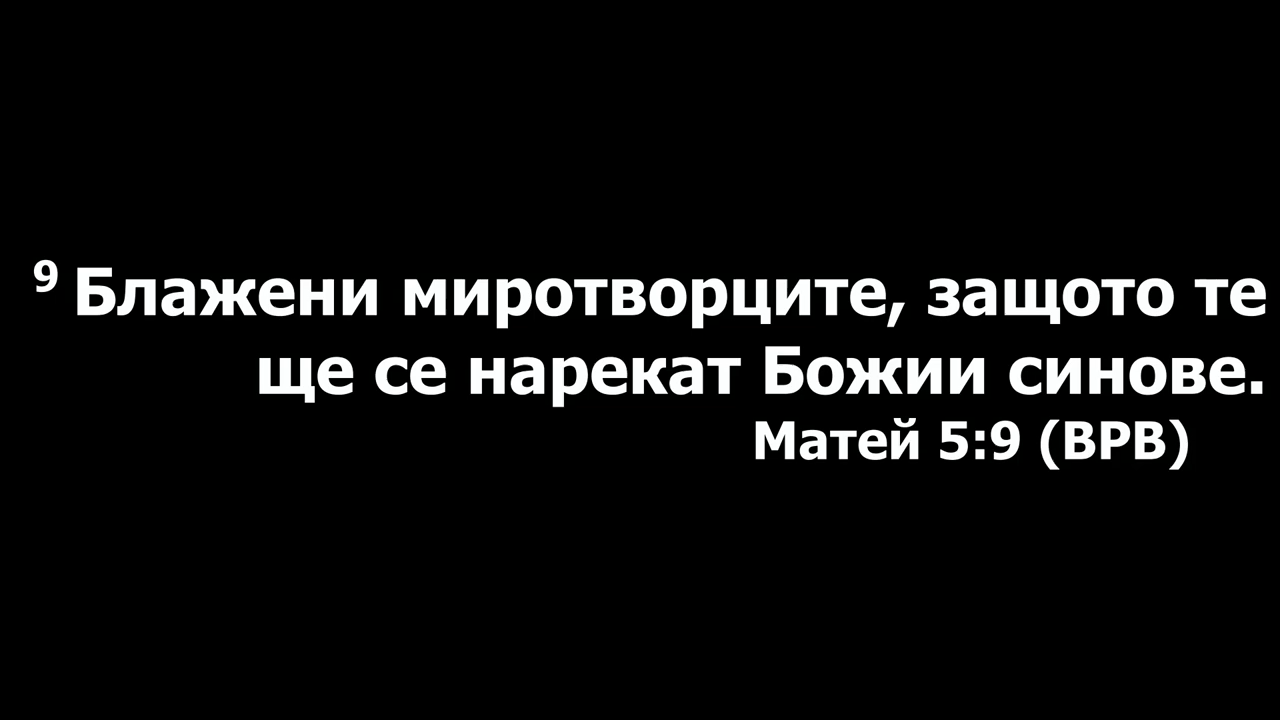 9 Блажени миротворците, защото те
ще се нарекат Божии синове.
Матей 5:9 (ВРВ)